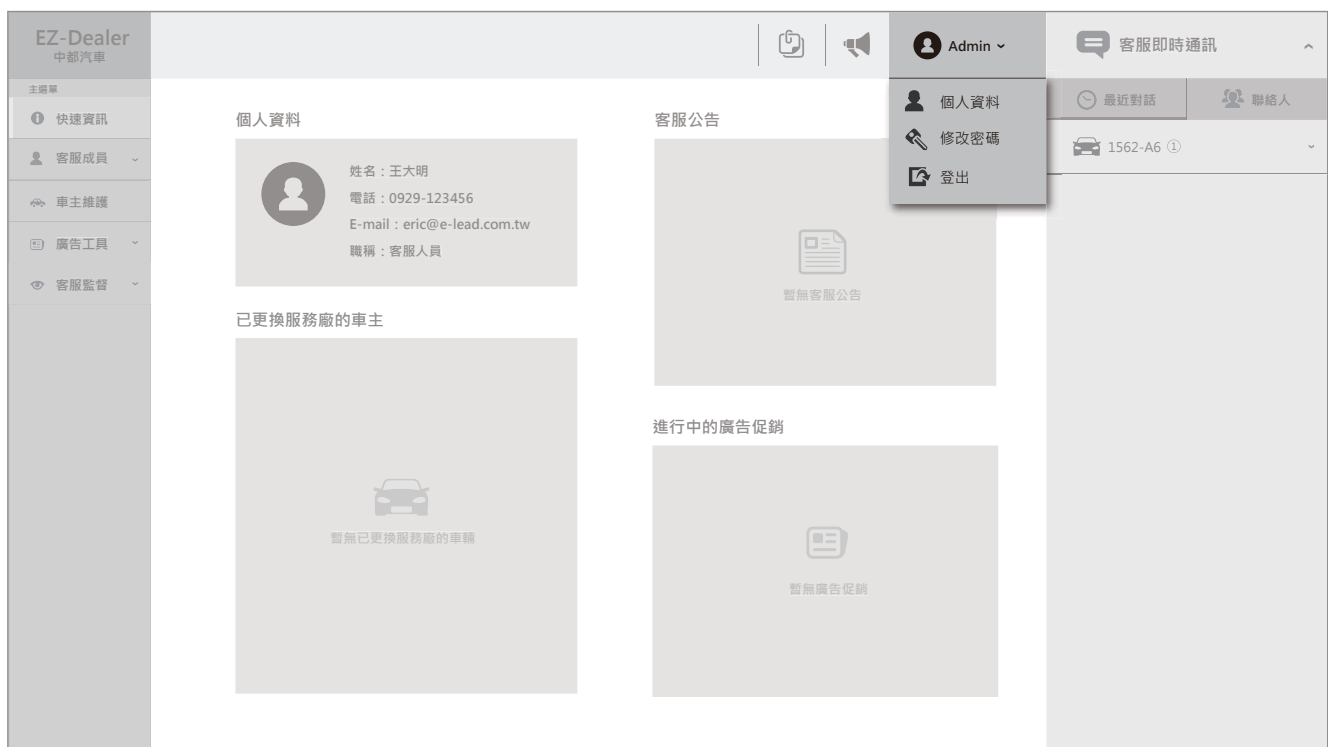 EZ-Dealer
中都汽車
主選單
快速資訊
客服成員
車主維護
廣告工具
客服監督
Admin
個人資料
修改密碼
登出
客服即時通訊
最近對話
聯絡人
1562-A6 ①
個人資料
姓名：王大明
電話：0929-123456
E-mail：eric@e-lead.com.tw
職稱：客服人員
已更換服務廠的車主
暫無已更換服務廠的車輛
客服公告
暫無客服公告
進行中的廣告促銷
暫無廣告促銷